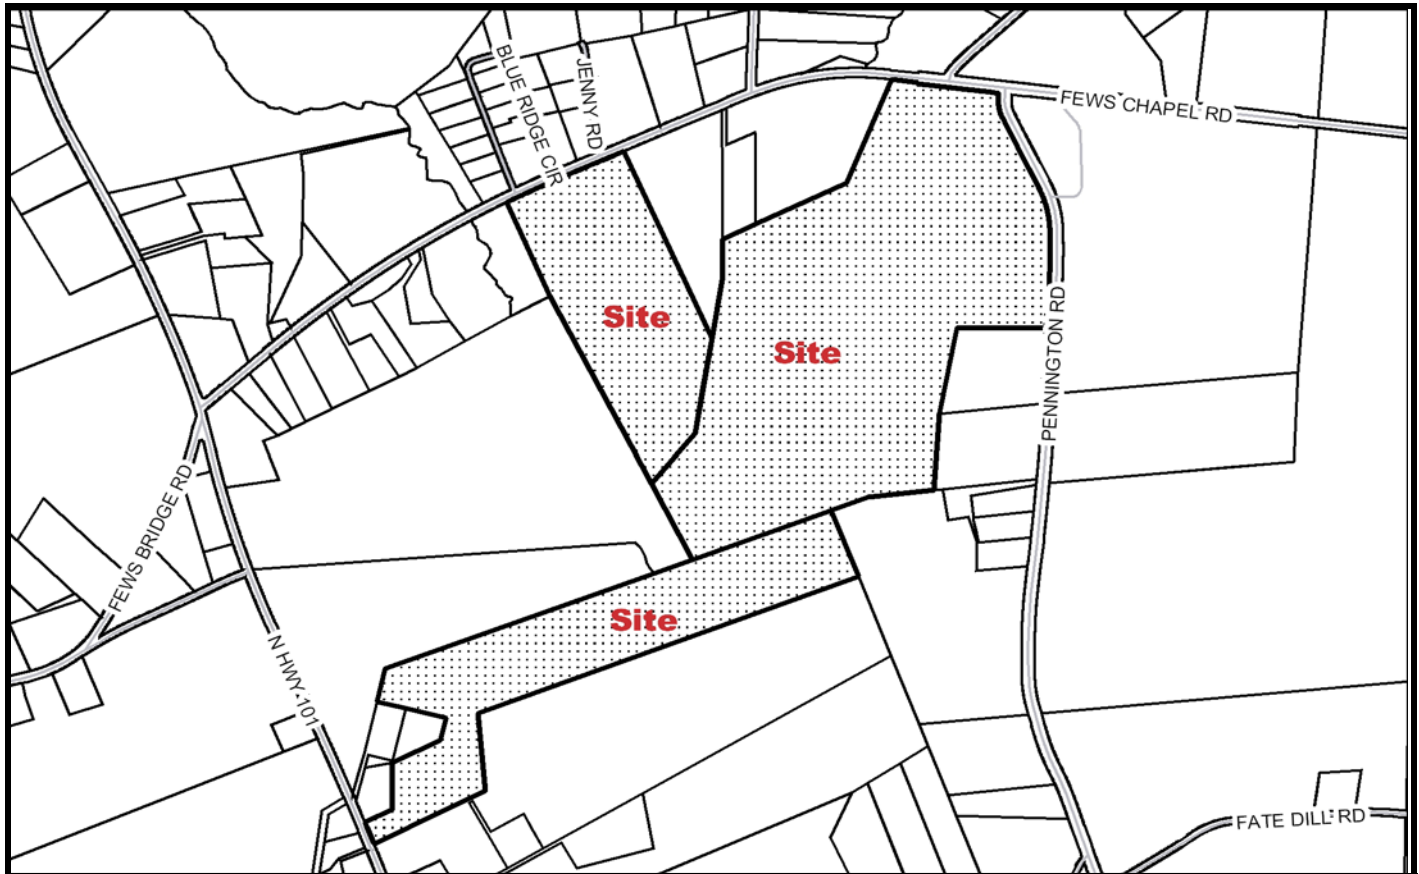 BLUE RIDGE CIR
JENNY RD
FEWS CHAPEL RD
Site
Site
PENNINGTON RD
FEWS BRIDGE RD
Site
N HWY 101
FATE DILL RD